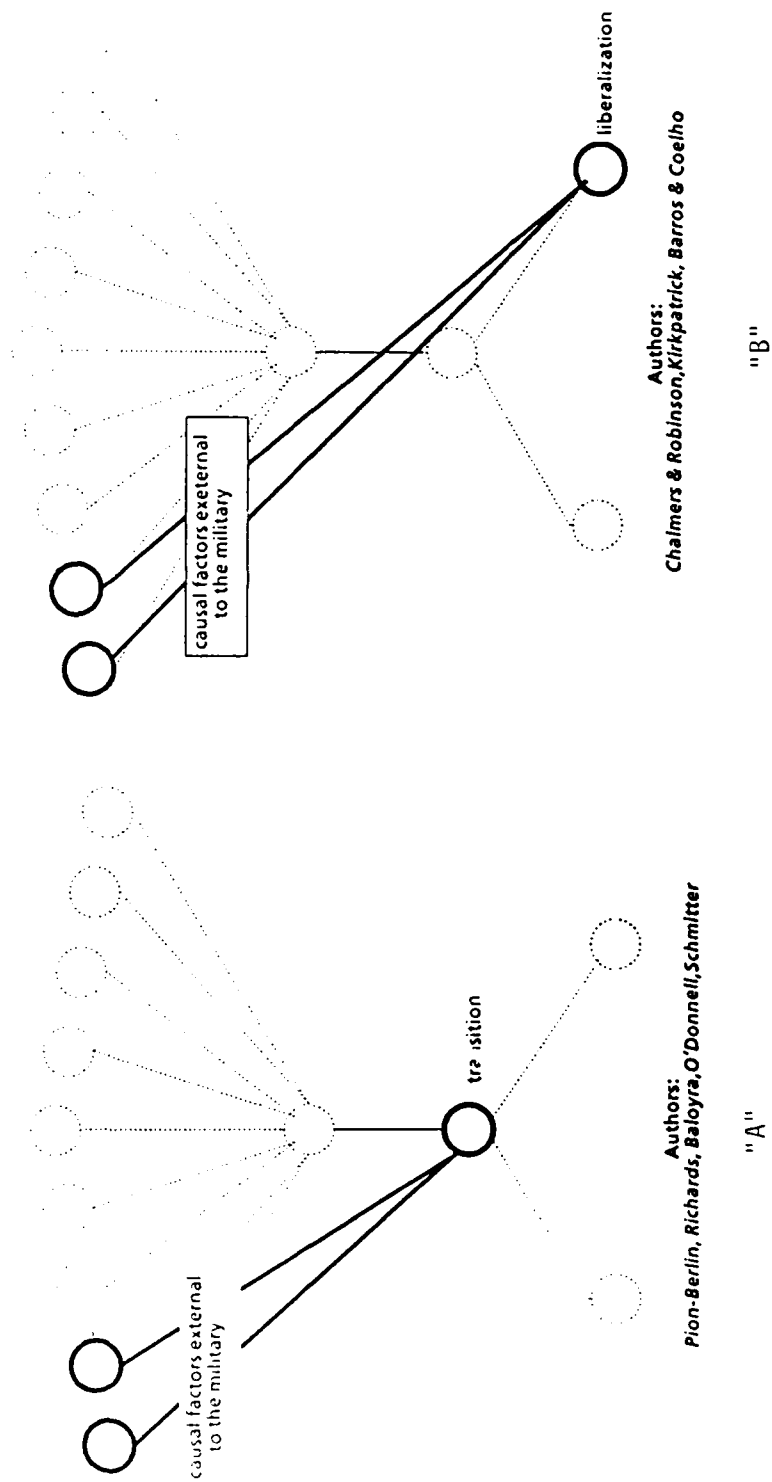 causal factors external
to the military
tra isition
Authors:
Pion-Berlin, Richards, Baloyra,O'Donnell,Schmitter
"A"
causal factors exeternal
to the military
liberalization
Authors:
Chalmers & Robinson,Kirkpatrick, Barros & Coelho
"B"